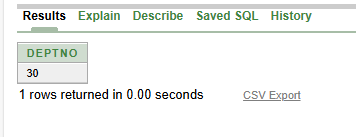 Results Explain Describe Saved SQL History
DEPTNO
30
1 rows returned in 0.00 seconds CSV Export